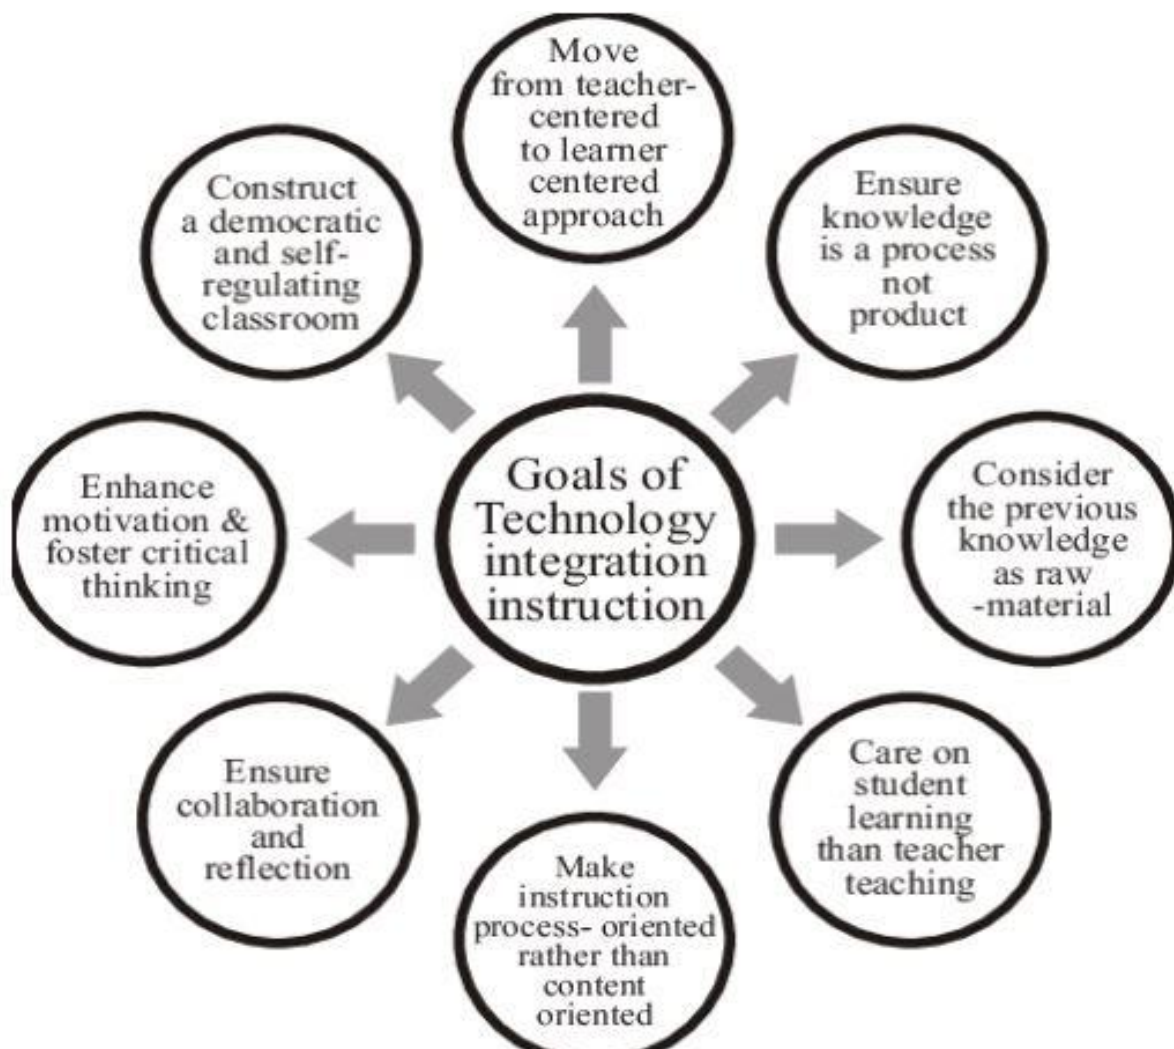 Move
from teacher-
centered
to learner
centered
approach
Ensure
knowledge
is a process
not
product
Consider
the previous
knowledge
as raw
-material
Care on
student
learning
than teacher
teaching
Make
instruction
process- oriented
rather than
content
oriented
Ensure
collaboration
and
reflection
Enhance
motivation &
foster critical
thinking
Construct
a democratic
and self-
regulating
classroom
Goals of
Technology
integration
instruction